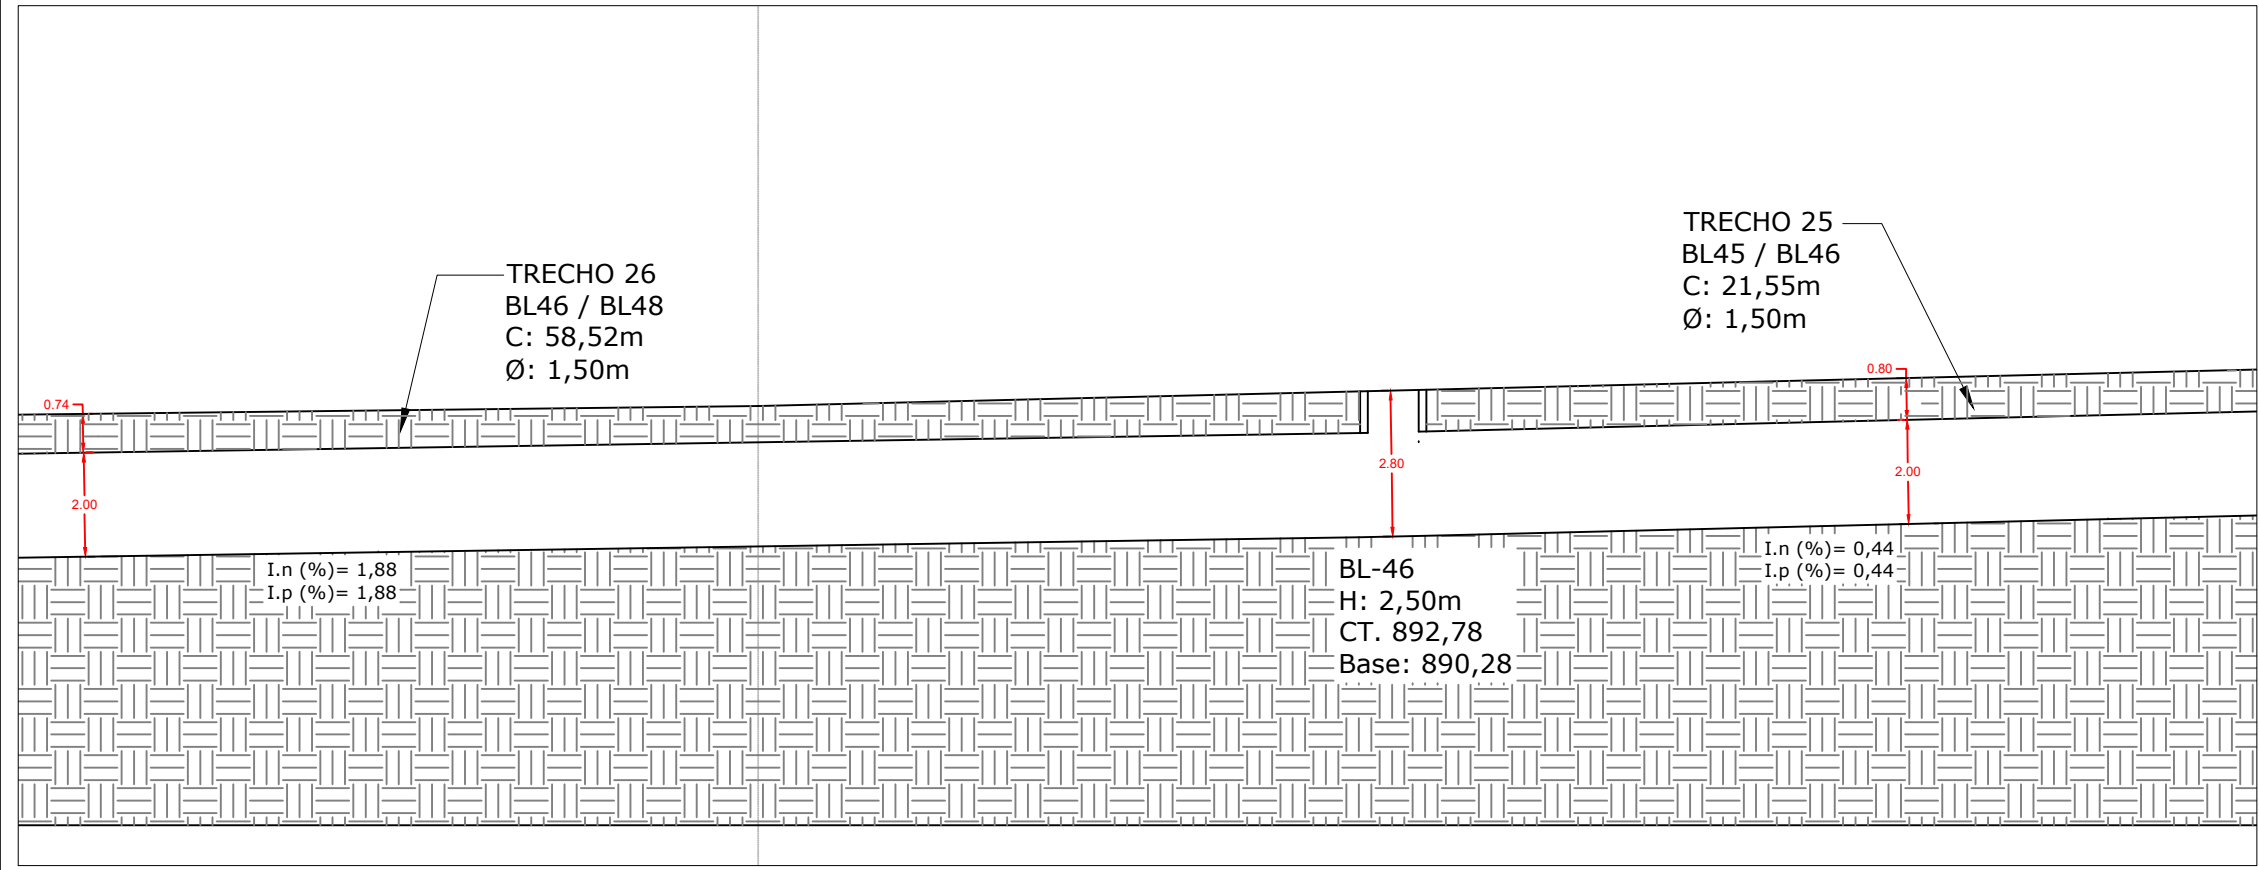 TRECHO 26
BL46 / BL48
C: 58,52m
Ø: 1,50m
TRECHO 25
BL45 / BL46
C: 21,55m
Ø: 1,50m
0.74
2.00
2.80
0.80
2.00
I.n (%)= 1,88
I.p (%)= 1,88
BL-46
H: 2,50m
CT. 892,78
Base: 890,28
I.n (%)= 0,44
I.p (%)= 0,44